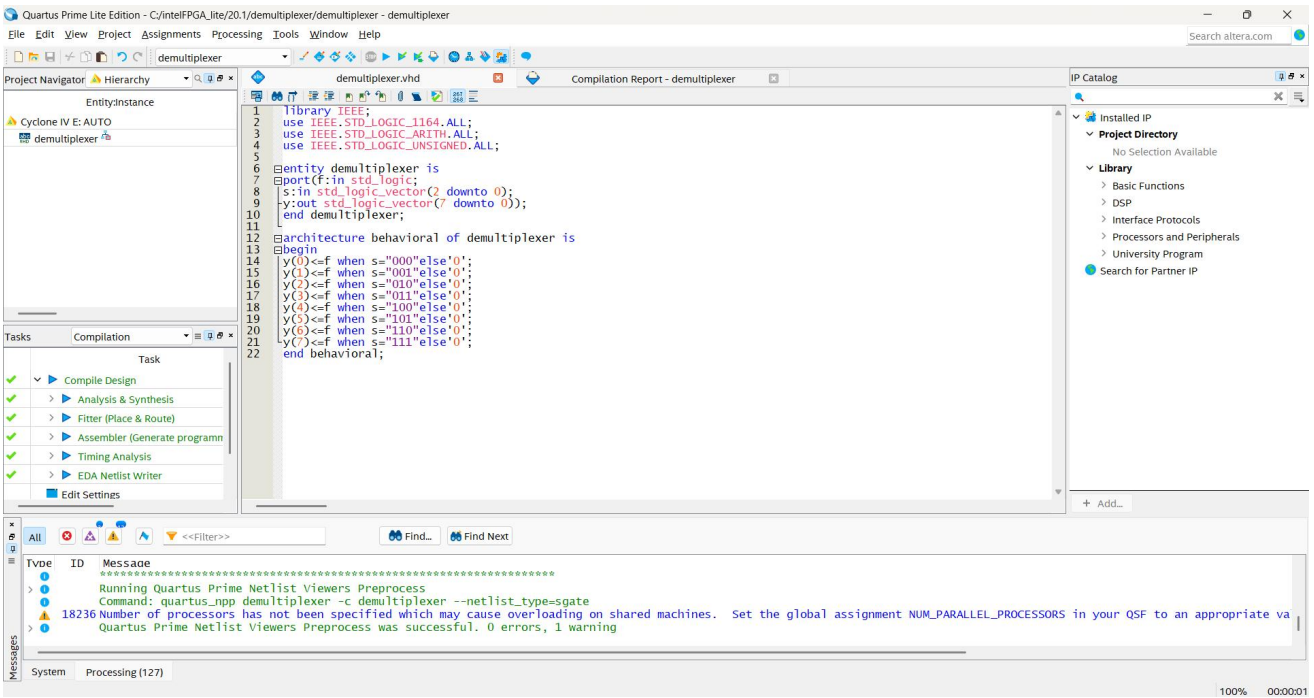 Quartus Prime Lite Edition - C:/intelFPGA_lite/20.1/demultiplexer/demultiplexer - demultiplexer
File Edit View Project Assignments Processing Tools Window Help
Search altera.com
demultiplexer
Project Navigator Hierarchy
Entity:Instance
Cyclone IV E: AUTO
demultiplexer
Tasks Compilation
Task
Compile Design
Analysis & Synthesis
Fitter (Place & Route)
Assembler (Generate programm
Timing Analysis
EDA Netlist Writer
Edit Settings
demultiplexer.vhd
Compilation Report - demultiplexer
267
268
1 library IEEE;
2 use IEEE.STD_LOGIC_1164.ALL;
3 use IEEE.STD_LOGIC_ARITH.ALL;
4 use IEEE.STD_LOGIC_UNSIGNED.ALL;
5
6 entity demultiplexer is
7 port(f:in std_logic;
8 s:in std_logic_vector(2 downto 0);
9 y:out std_logic_vector(7 downto 0));
10 end demultiplexer;
11
12 architecture behavioral of demultiplexer is
13 begin
14 y(0)<=f when s="000"else'0';
15 y(1)<=f when s="001"else'0';
16 y(2)<=f when s="010"else'0';
17 y(3)<=f when s="011"else'0';
18 y(4)<=f when s="100"else'0';
19 y(5)<=f when s="101"else'0';
20 y(6)<=f when s="110"else'0';
21 y(7)<=f when s="111"else'0';
22 end behavioral;
IP Catalog
Installed IP
Project Directory
No Selection Available
Library
Basic Functions
DSP
Interface Protocols
Processors and Peripherals
University Program
Search for Partner IP
+ Add...
All <<Filter>> Find... Find Next
Type ID Message
*******************************************************************
Running Quartus Prime Netlist Viewers Preprocess
Command: quartus_npp demultiplexer -c demultiplexer --netlist_type=sgate
18236 Number of processors has not been specified which may cause overloading on shared machines. Set the global assignment NUM_PARALLEL_PROCESSORS in your QSF to an appropriate va
Quartus Prime Netlist Viewers Preprocess was successful. 0 errors, 1 warning
Messages
System Processing (127)
100% 00:00:01